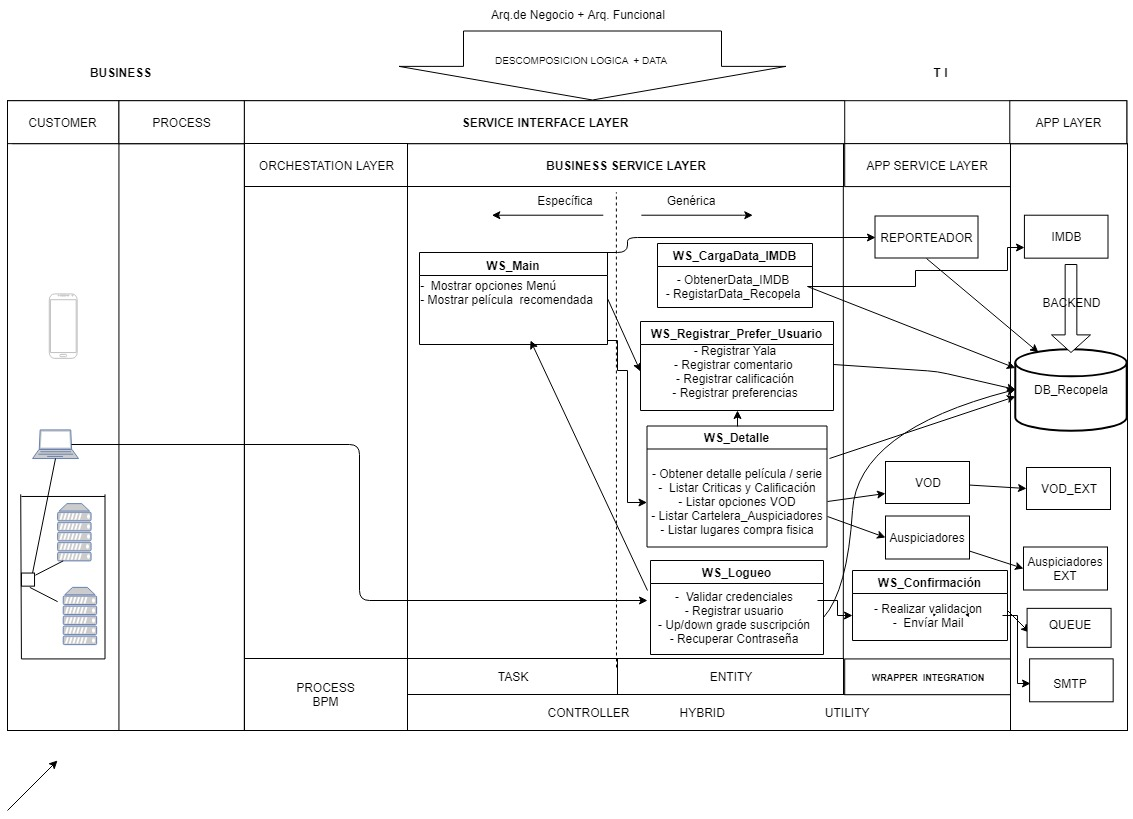 Arq.de Negocio + Arq. Funcional
DESCOMPOSICION LOGICA + DATA
BUSINESS
T I
CUSTOMER
PROCESS
SERVICE INTERFACE LAYER
APP LAYER
ORCHESTATION LAYER
BUSINESS SERVICE LAYER
APP SERVICE LAYER
Específica
Genérica
WS_Main
- Mostrar opciones Menú
- Mostrar película recomendada
WS_CargaData_IMDB
- ObtenerData_IMDB
- RegistarData_Recopela
REPORTEADOR
IMDB
BACKEND
WS_Registrar_Prefer_Usuario
- Registrar Yala
- Registrar comentario
- Registrar calificación
- Registrar preferencias
DB_Recopela
WS_Detalle
- Obtener detalle película / serie
- Listar Criticas y Calificación
- Listar opciones VOD
- Listar Cartelera_Auspiciadores
- Listar lugares compra fisica
VOD
VOD_EXT
Auspiciadores
Auspiciadores
EXT
WS_Logueo
- Validar credenciales
- Registrar usuario
- Up/down grade suscripción
- Recuperar Contraseña
WS_Confirmación
- Realizar validacion
- Envíar Mail
QUEUE
SMTP
PROCESS
BPM
TASK
ENTITY
WRAPPER INTEGRATION
CONTROLLER
HYBRID
UTILITY